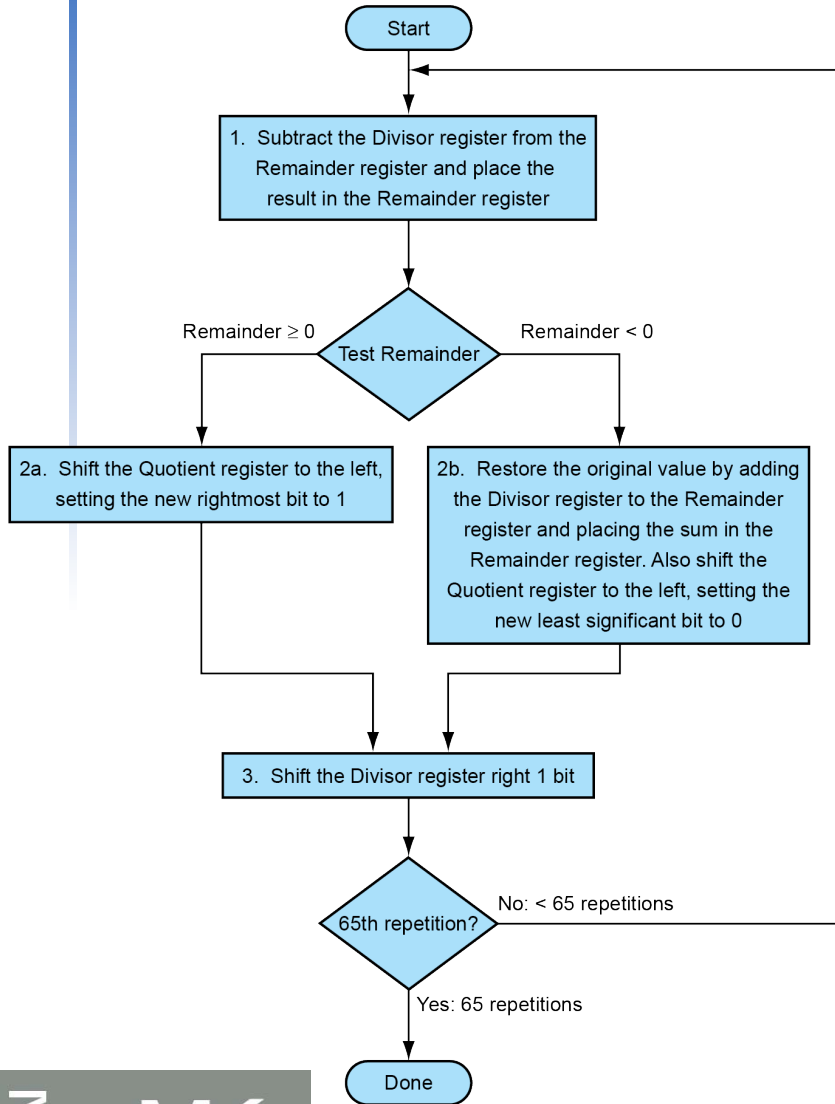 Start
1. Subtract the Divisor register from the
Remainder register and place the
result in the Remainder register
Remainder ≥ 0
Test Remainder
Remainder < 0
2a. Shift the Quotient register to the left,
setting the new rightmost bit to 1
2b. Restore the original value by adding
the Divisor register to the Remainder
register and placing the sum in the
Remainder register. Also shift the
Quotient register to the left, setting the
new least significant bit to 0
3. Shift the Divisor register right 1 bit
65th repetition?
No: < 65 repetitions
Yes: 65 repetitions
Done